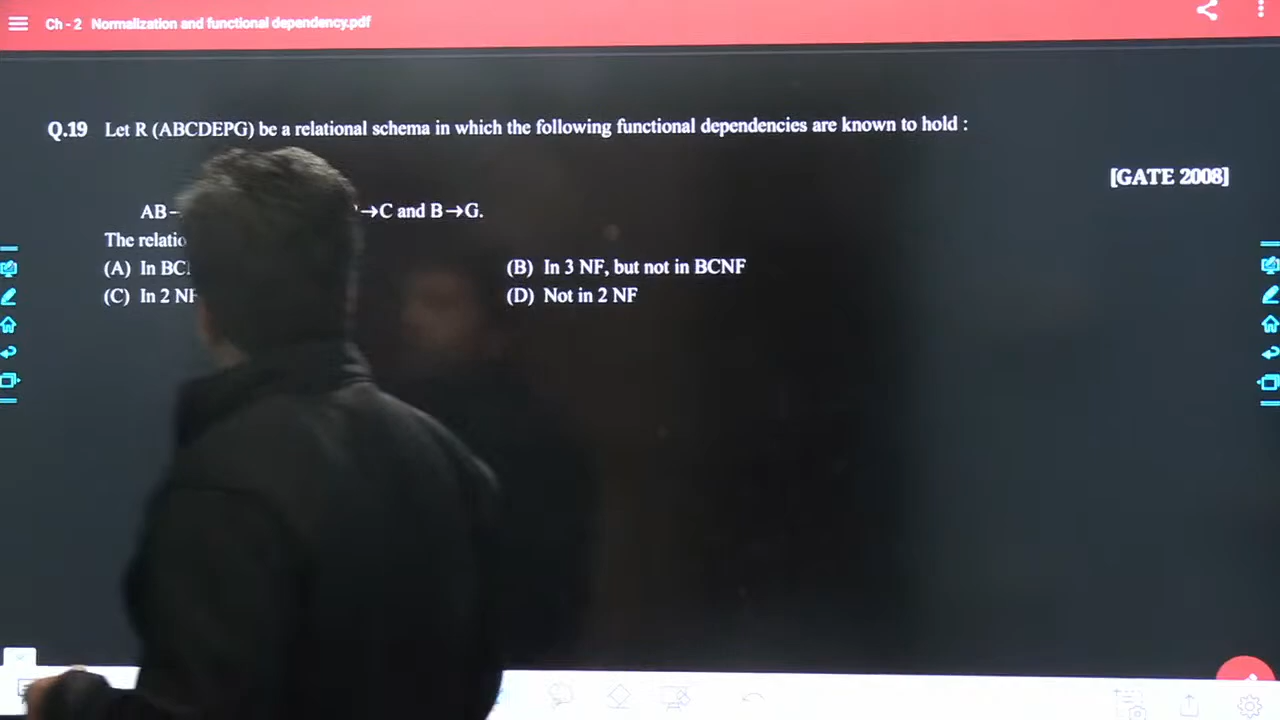 Ch - 2 Normalization and functional dependency.pdf
Q.19 Let R (ABCDEPG) be a relational schema in which the following functional dependencies are known to hold :
[GATE 2008]
AB → C and B→G.
The
(A) In (B) In 3 NF, but not in BCNF
(C) In 2 (D) Not in 2 NF